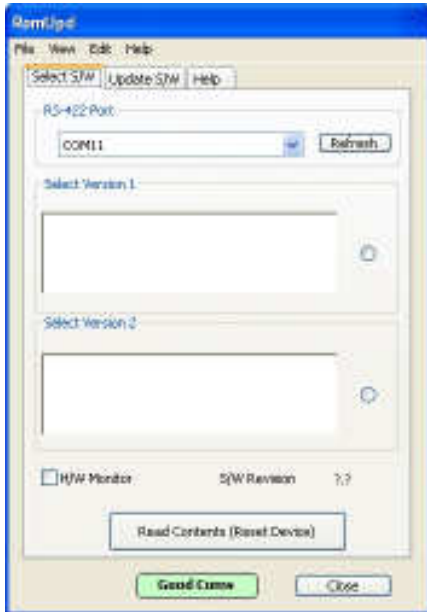 RomUpd
File View Edit Help
Select S/W Update S/W Help
RS-422 Port
COM11 Refresh
Select Version 1
Select Version 2
H/W Monitor S/W Revision ?.?
Read Contents (Reset Device)
Good Comm Close